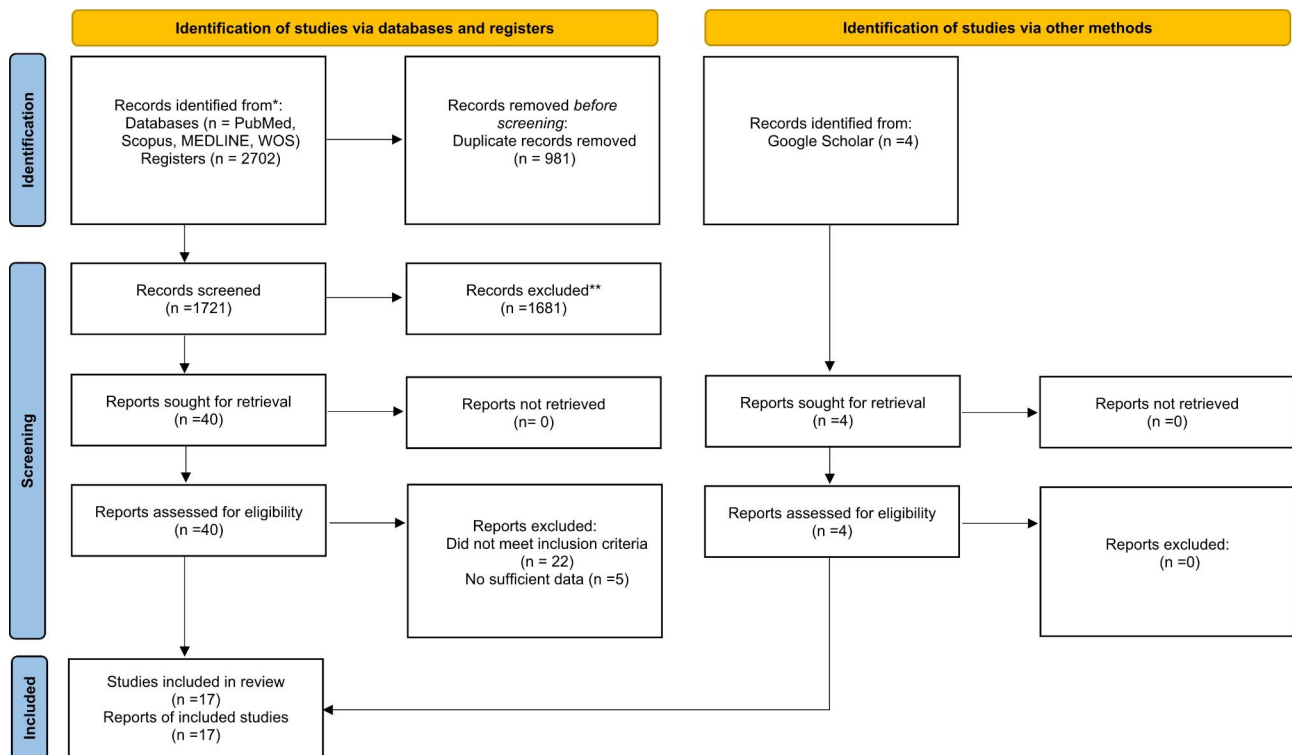 Identification of studies via databases and registers
Identification of studies via other methods
Identification
Records identified from*:
Databases (n = PubMed,
Scopus, MEDLINE, WOS)
Registers (n = 2702)
Records removed before
screening:
Duplicate records removed
(n = 981)
Records identified from:
Google Scholar (n =4)
Screening
Records screened
(n =1721)
Records excluded**
(n =1681)
Reports sought for retrieval
(n =40)
Reports not retrieved
(n= 0)
Reports sought for retrieval
(n =4)
Reports not retrieved
(n =0)
Reports assessed for eligibility
(n =40)
Reports excluded:
Did not meet inclusion criteria
(n = 22)
No sufficient data (n =5)
Reports assessed for eligibility
(n =4)
Reports excluded:
(n =0)
Included
Studies included in review
(n =17)
Reports of included studies
(n =17)